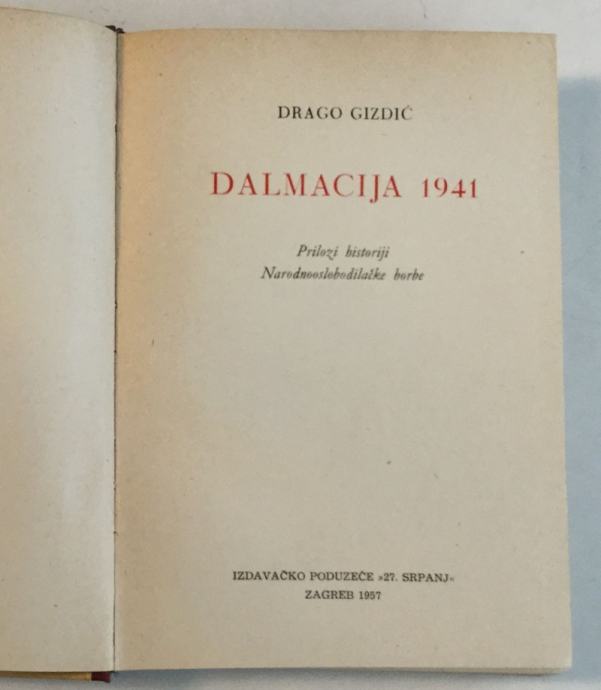 DRAGO GIZDIĆ
DALMACIJA 1941
Prilozi historiji
Narodnooslobodilačke borbe
IZDAVAČKO PODUZEĆE »27. SRPANJ«
ZAGREB 1957